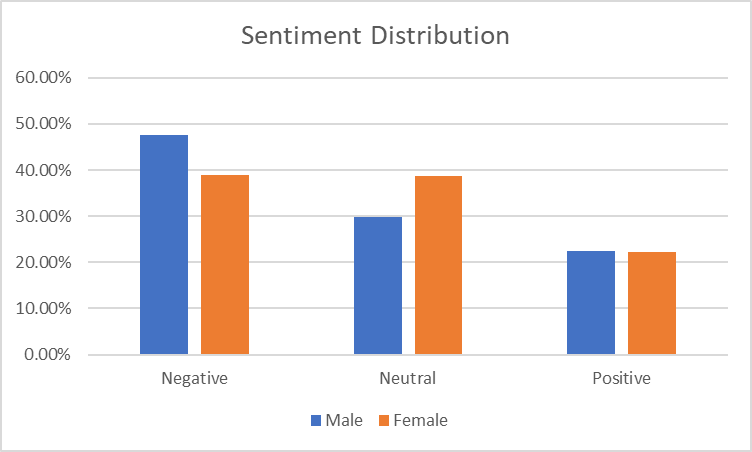 Sentiment Distribution
60.00%
50.00%
40.00%
30.00%
20.00%
10.00%
0.00%
Negative Neutral Positive
Male Female